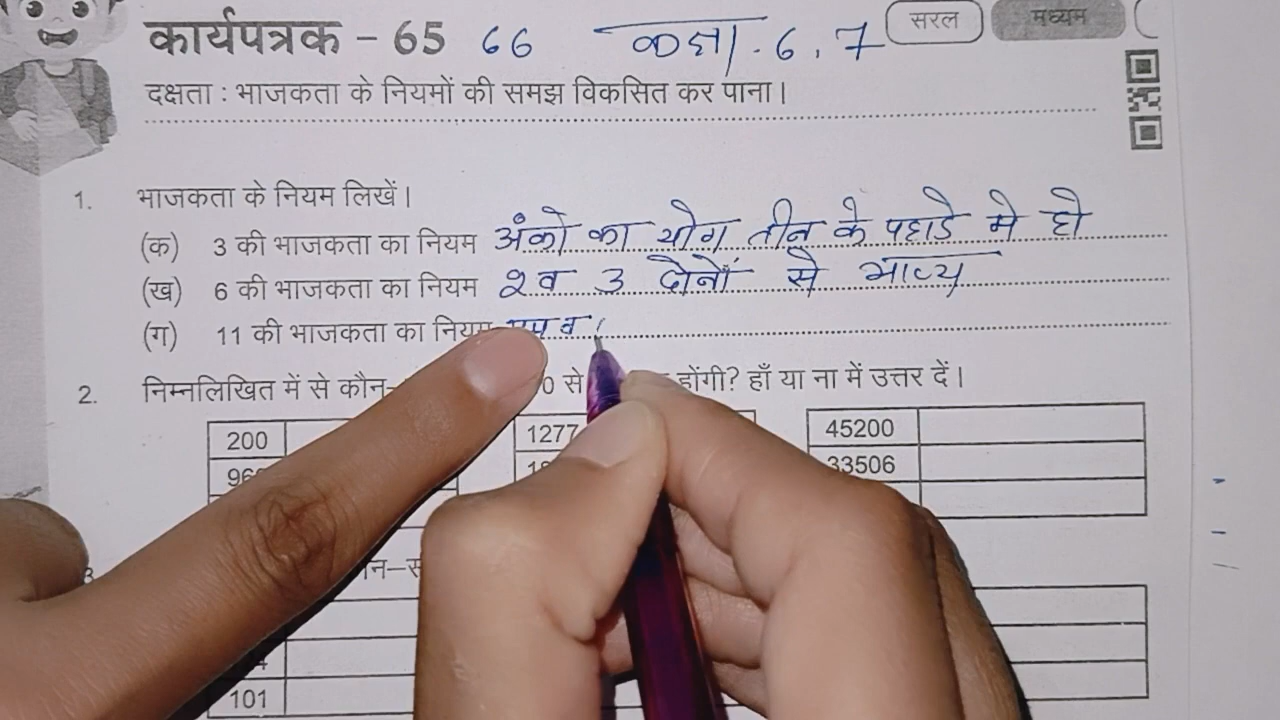 कार्यपत्रक – 65 66 कक्षा. 6, 7 सरल मध्यम
दक्षता : भाजकता के नियमों की समझ विकसित कर पाना।
1. भाजकता के नियम लिखें।
(क) 3 की भाजकता का नियम अंको का योग तीन के पहाडे मे हो
(ख) 6 की भाजकता का नियम 2 व 3 दोनों से भाज्य
(ग) 11 की भाजकता का नियम
2. निम्नलिखित में से कौन– से होंगी? हाँ या ना में उत्तर दें।
200 1277 45200
33506
101